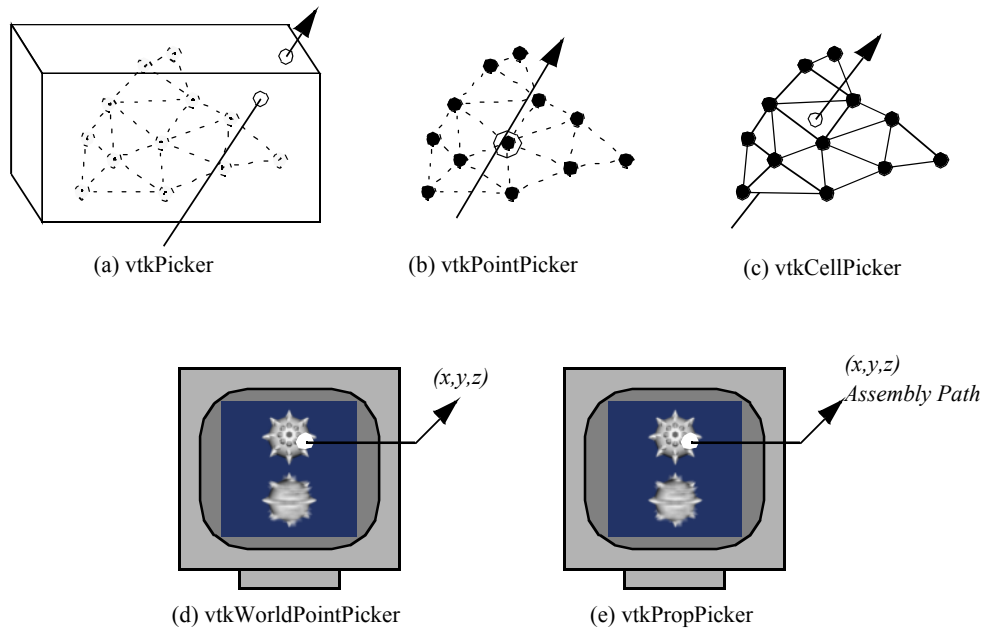 (a) vtkPicker
(b) vtkPointPicker
(c) vtkCellPicker
(x,y,z)
(x,y,z)
Assembly Path
(d) vtkWorldPointPicker
(e) vtkPropPicker